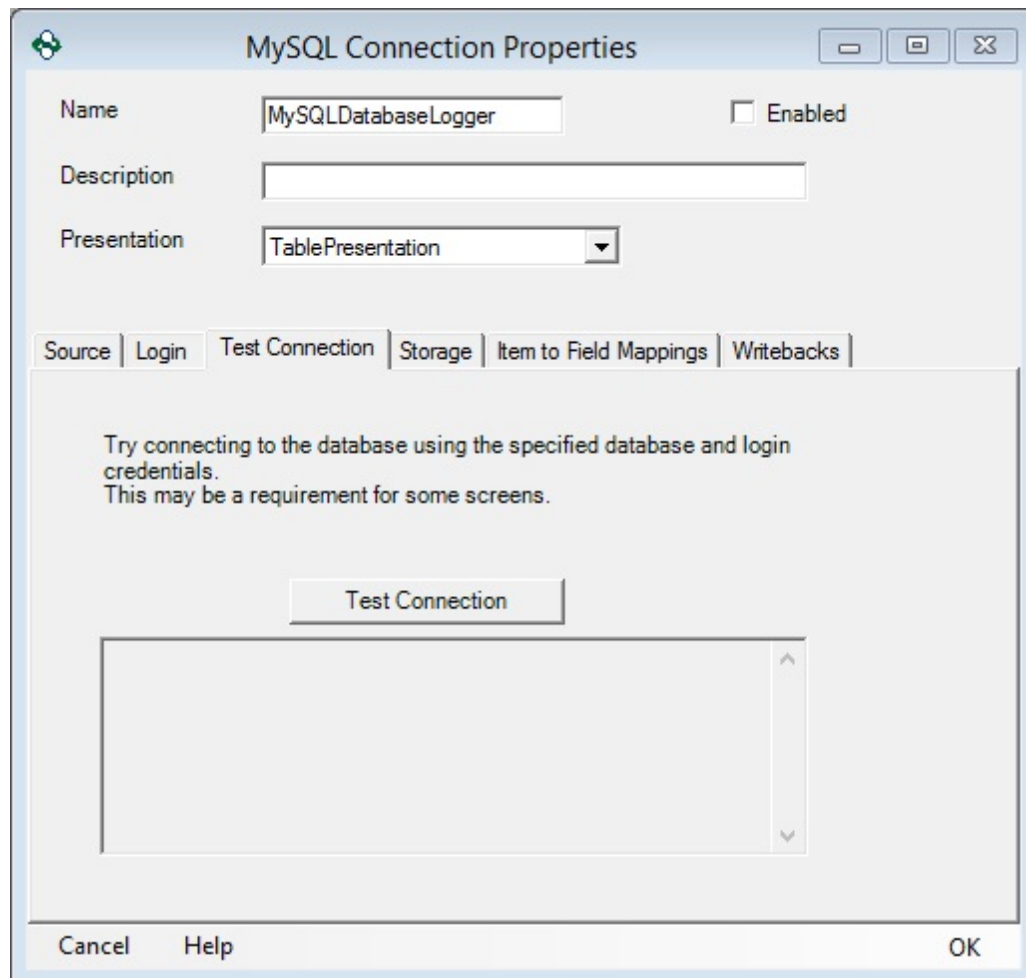 MySQL Connection Properties
Name
MySQLDatabaseLogger
Enabled
Description
Presentation
TablePresentation
Source
Login
Test Connection
Storage
Item to Field Mappings
Writebacks
Try connecting to the database using the specified database and login
credentials.
This may be a requirement for some screens.
Test Connection
Cancel
Help
OK